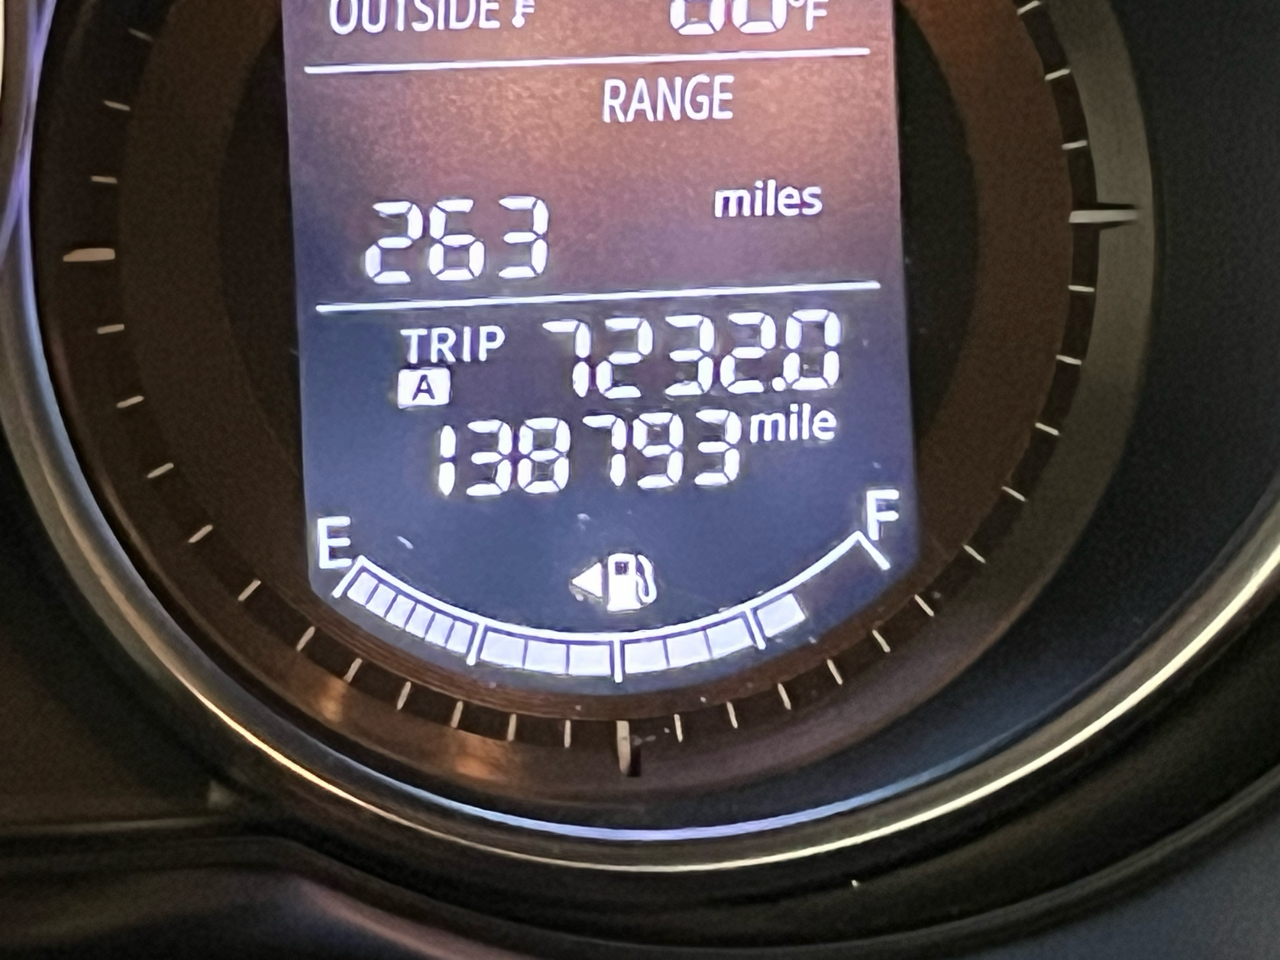 OUTSIDE °F
RANGE
263 miles
TRIP A 7232.0
138793 mile
E F